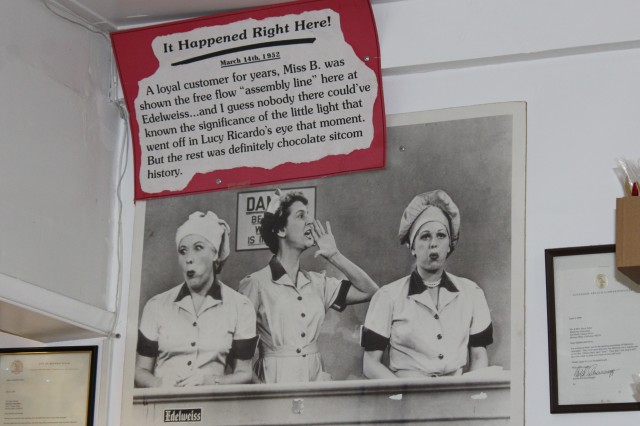 It Happened Right Here!
March 14th, 1952
A loyal customer for years, Miss B. was
shown the free flow "assembly line" here at
Edelweiss...and I guess nobody there could've
known the significance of the little light that
went off in Lucy Ricardo's eye that moment.
But the rest was definitely chocolate sitcom
history.
Edelweiss